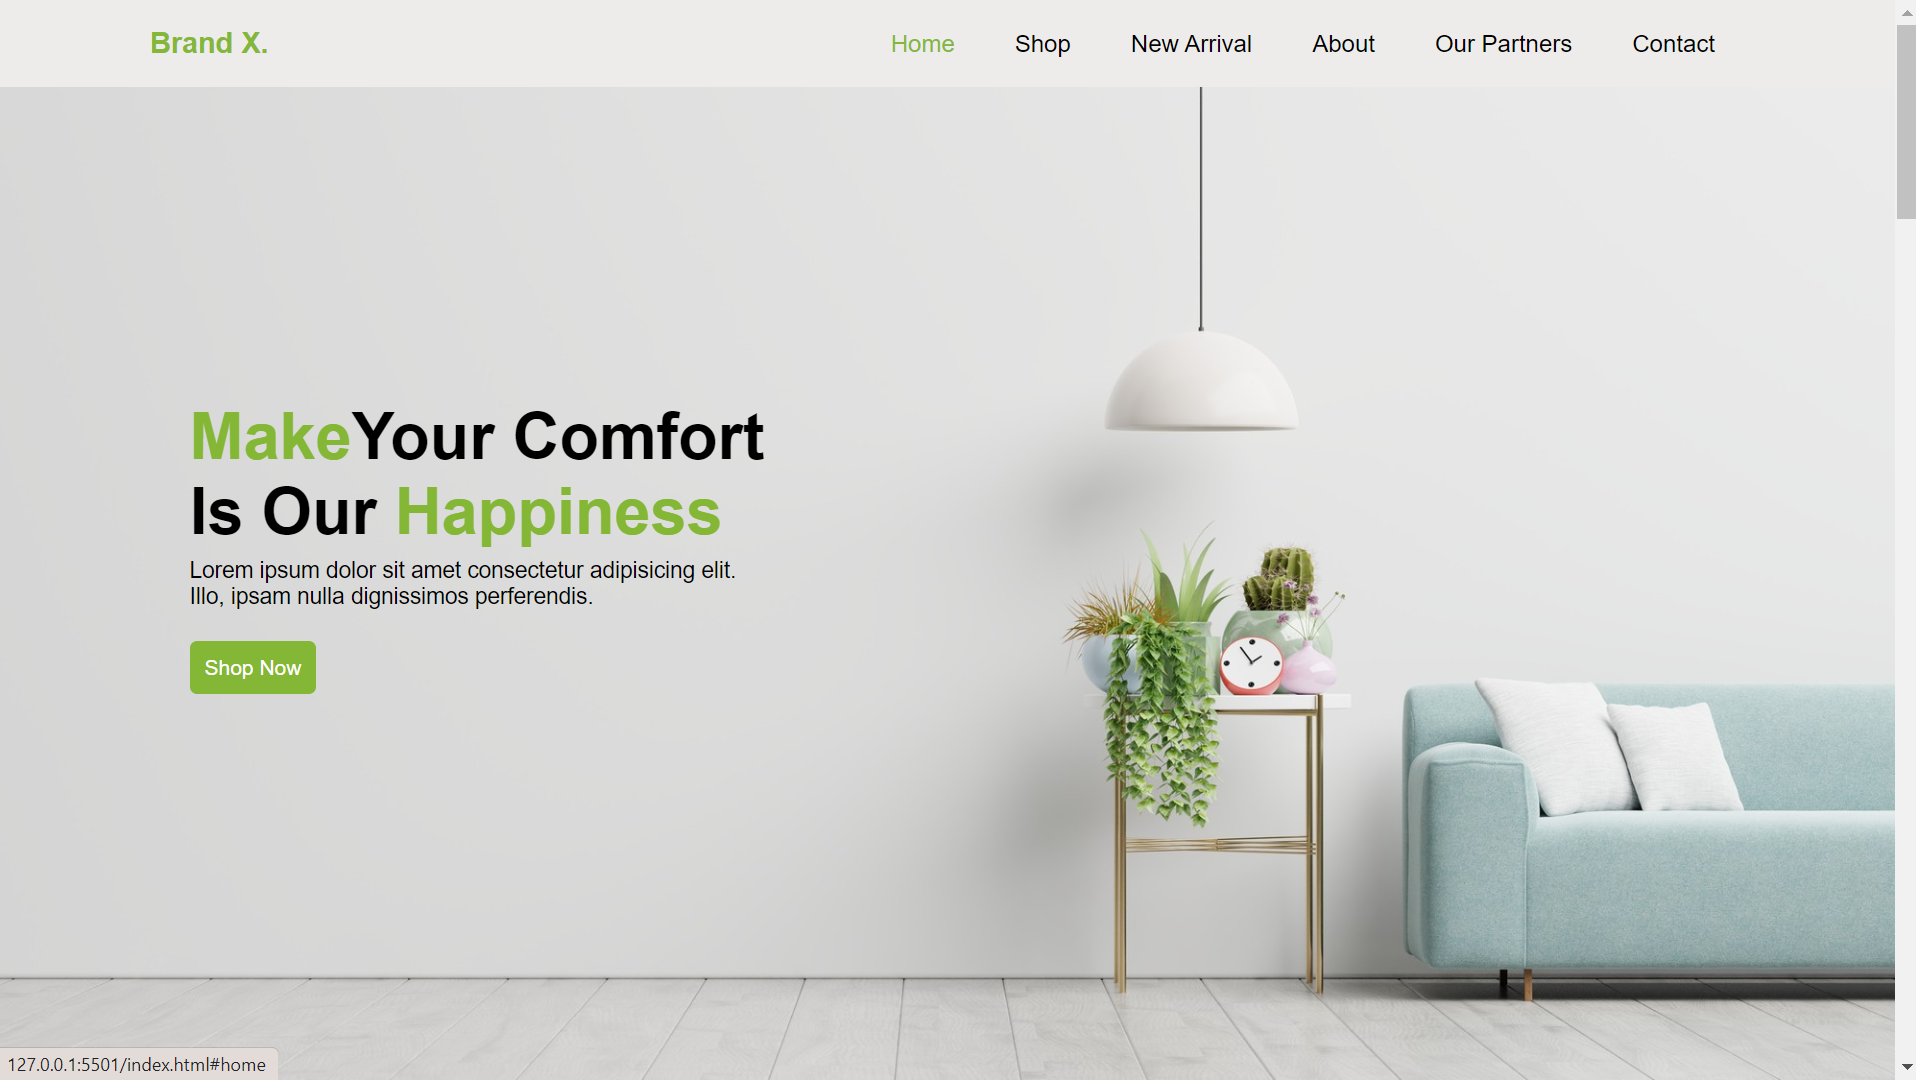 Brand X.
Home Shop New Arrival About Our Partners Contact
MakeYour Comfort
Is Our Happiness
Lorem ipsum dolor sit amet consectetur adipisicing elit.
Illo, ipsam nulla dignissimos perferendis.
Shop Now
127.0.0.1:5501/index.html#home